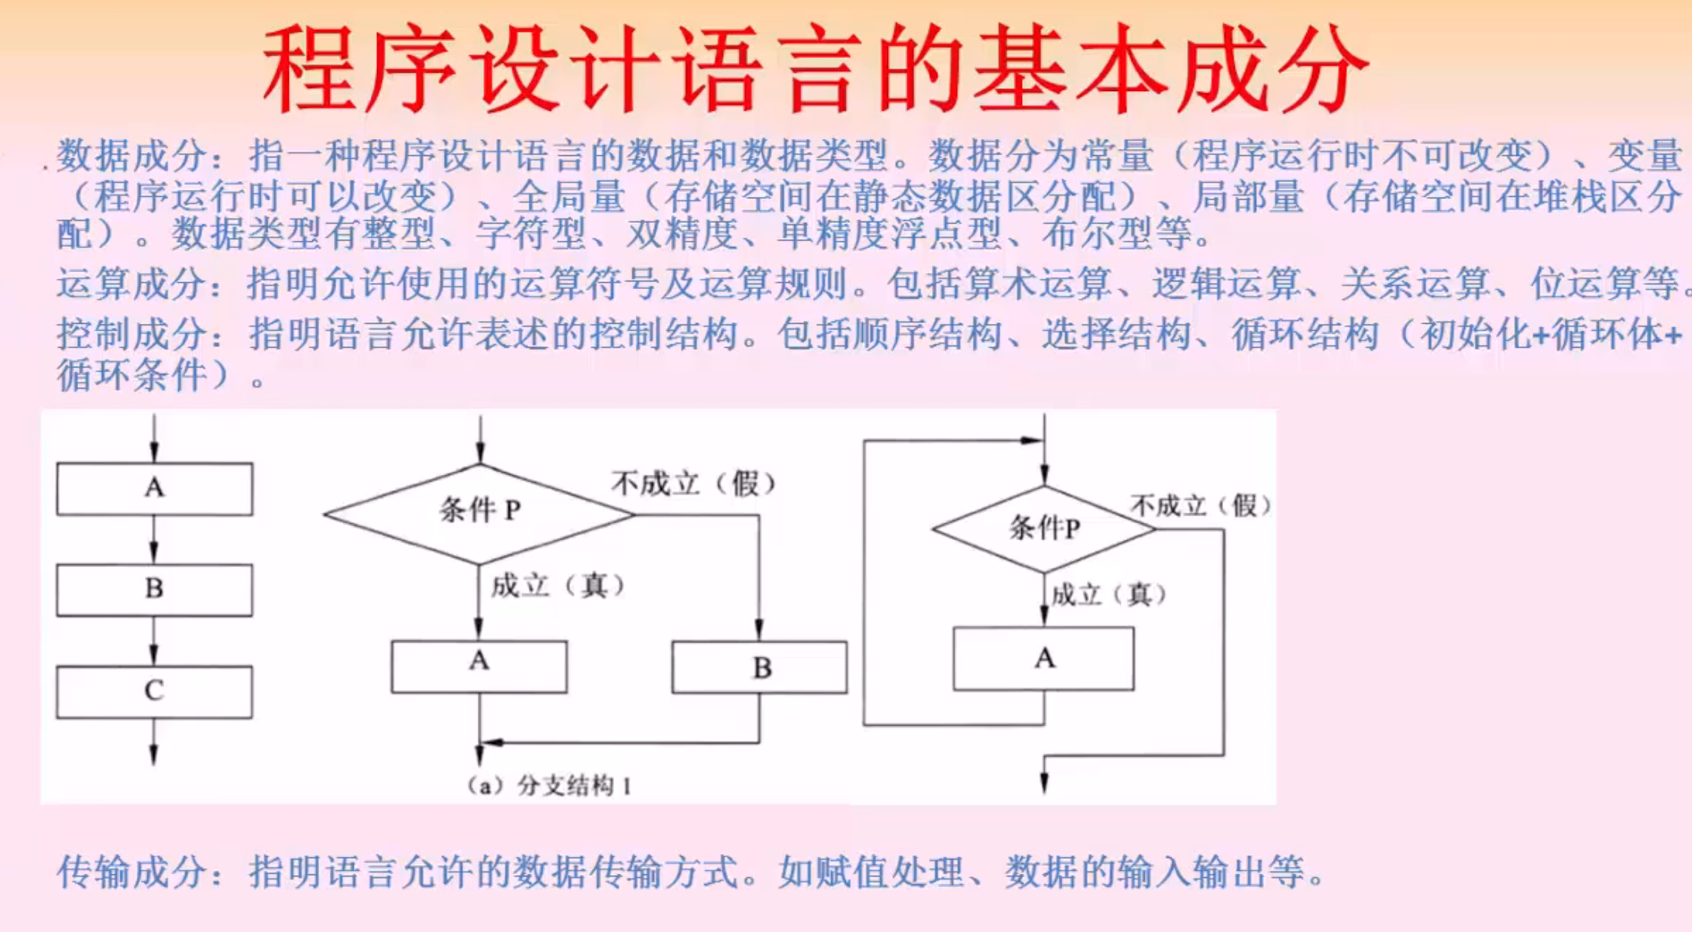 程序设计语言的基本成分
数据成分：指一种程序设计语言的数据和数据类型。数据分为常量（程序运行时不可改变）、变量
（程序运行时可以改变）、全局量（存储空间在静态数据区分配）、局部量（存储空间在堆栈区分
配）。数据类型有整型、字符型、双精度、单精度浮点型、布尔型等。
运算成分：指明允许使用的运算符号及运算规则。包括算术运算、逻辑运算、关系运算、位运算等。
控制成分：指明语言允许表述的控制结构。包括顺序结构、选择结构、循环结构（初始化+循环体+
循环条件）。
A
B
C
条件 P
不成立（假）
成立（真）
A
B
（a）分支结构 1
条件P
不成立（假）
成立（真）
A
传输成分：指明语言允许的数据传输方式。如赋值处理、数据的输入输出等。